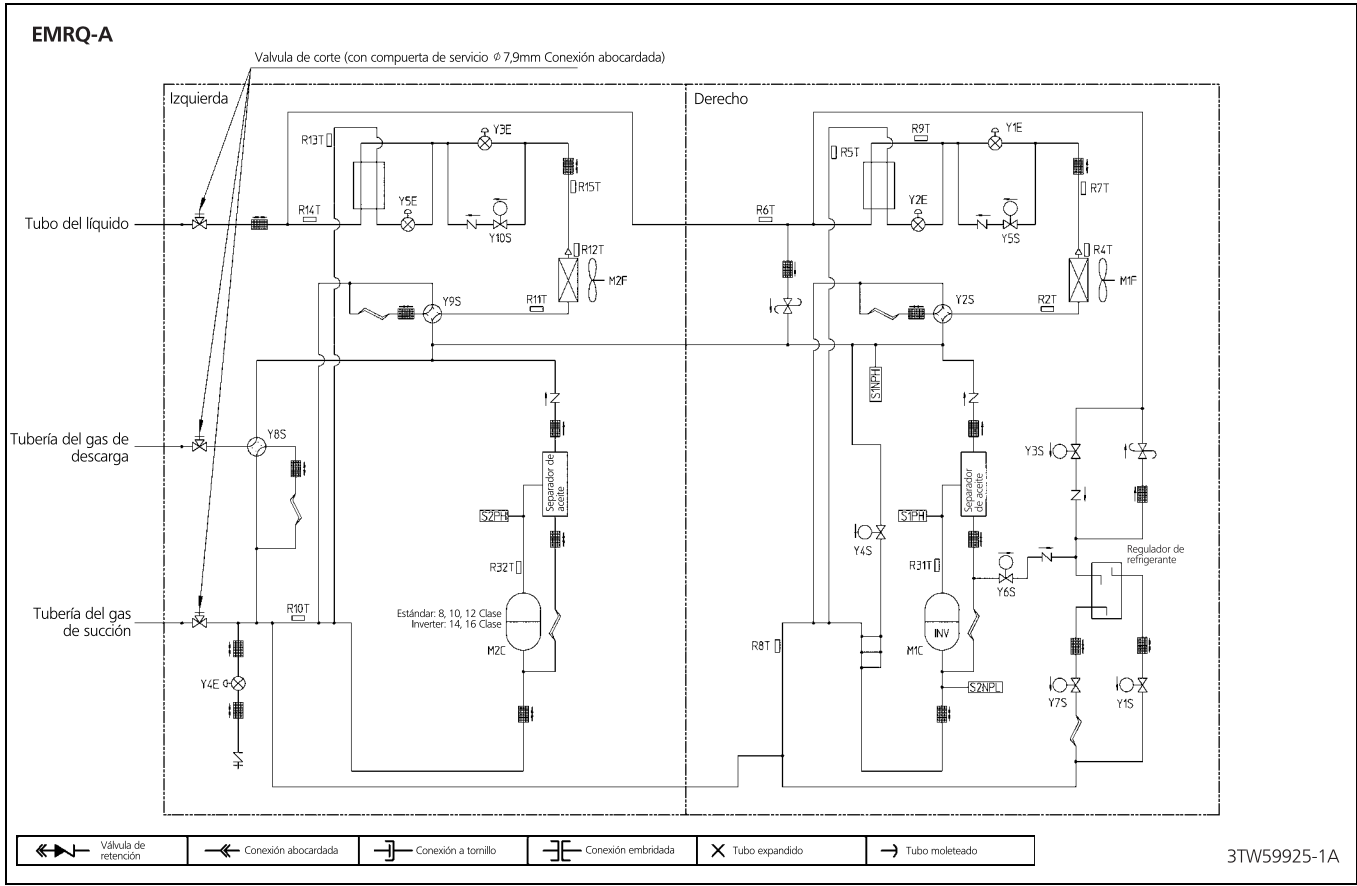 EMRQ-A
Valvula de corte (con compuerta de servicio φ 7,9mm Conexión abocardada)
Izquierda
Derecho
R13T
Y3E
R15T
Y5E
R14T
Y10S
R12T
M2F
R11T
Y9S
Tubo del líquido
R5T
R9T
Y1E
R7T
Y2E
R6T
Y5S
R4T
M1F
R2T
Y2S
S1NPH
Tubería del gas de
descarga
Y8S
Separador de
aceite
S2PH
R32T
Estándar: 8, 10, 12 Clase
Inverter: 14, 16 Clase
M2C
Separador
de aceite
S1PH
Y4S
R31T
Y3S
Regulador de
refrigerante
Y6S
INV
M1C
R8T
S2NPL
Y7S
Y1S
Tubería del gas
de succión
R10T
Y4E
Válvula de
retención
Conexión abocardada
Conexión a tornillo
Conexión embridada
Tubo expandido
Tubo moleteado
3TW59925-1A